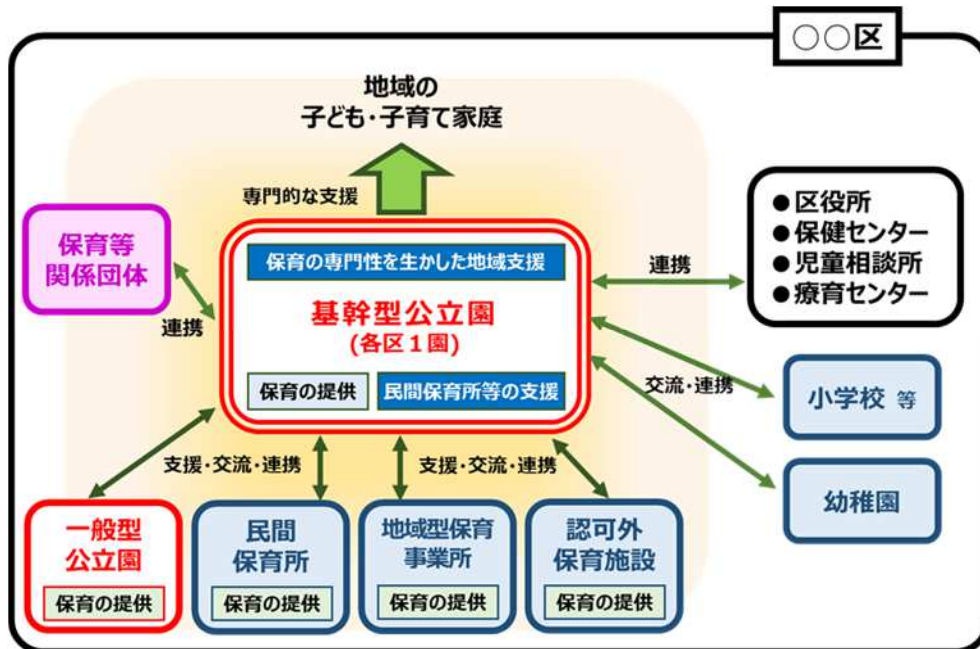 ○○区
地域の
子ども・子育て家庭
専門的な支援
保育等
関係団体
連携
保育の専門性を生かした地域支援
基幹型公立園
(各区1園)
保育の提供
民間保育所等の支援
連携
●区役所
●保健センター
●児童相談所
●療育センター
交流・連携
小学校 等
幼稚園
支援・交流・連携
支援・交流・連携
一般型
公立園
保育の提供
民間
保育所
保育の提供
地域型保育
事業所
保育の提供
認可外
保育施設
保育の提供